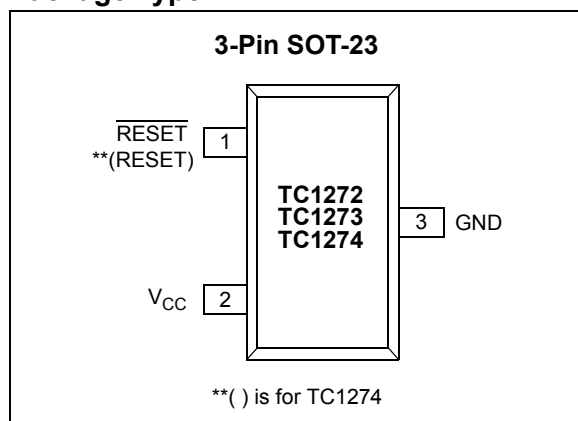 3-Pin SOT-23
RESET
**(RESET)
1
TC1272
TC1273
TC1274
3
GND
VCC
2
**( ) is for TC1274